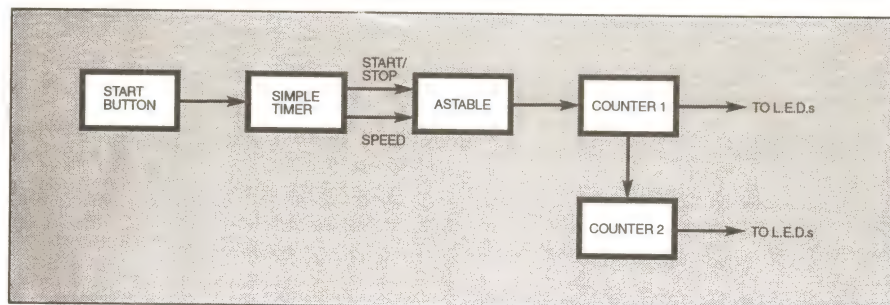 START/
STOP
START
BUTTON
SIMPLE
TIMER
ASTABLE
COUNTER 1
TO L.E.D.s
SPEED
COUNTER 2
TO L.E.D.s